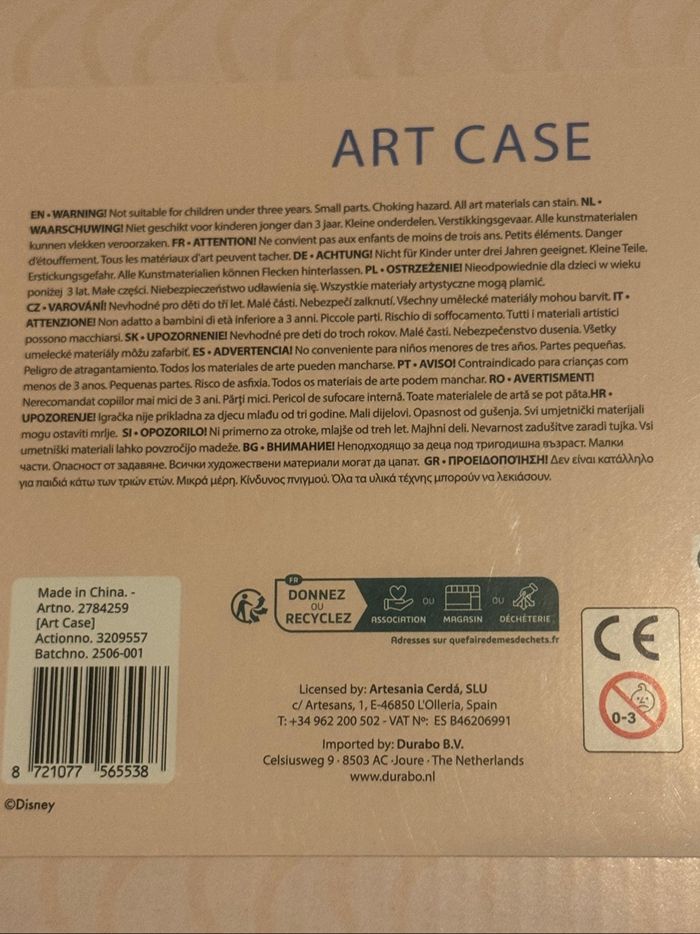 ART CASE
EN • WARNING! Not suitable for children under three years. Small parts. Choking hazard. All art materials can stain. NL •
WAARSCHUWING! Niet geschikt voor kinderen jonger dan 3 jaar. Kleine onderdelen. Verstikkingsgevaar. Alle kunstmaterialen
kunnen vlekken veroorzaken. FR • ATTENTION! Ne convient pas aux enfants de moins de trois ans. Petits éléments. Danger
d'étouffement. Tous les matériaux d'art peuvent tacher. DE • ACHTUNG! Nicht für Kinder unter drei Jahren geeignet. Kleine Teile.
Erstickungsgefahr. Alle Kunstmaterialien können Flecken hinterlassen. PL • OSTRZEŻENIE! Nieodpowiednie dla dzieci w wieku
poniżej 3 lat. Małe części. Niebezpieczeństwo udławienia się. Wszystkie materiały artystyczne mogą plamić.
CZ • VAROVÁNÍ! Nevhodné pro děti do tří let. Malé části. Nebezpečí zalknutí. Všechny umělecké materiály mohou barvit. IT •
ATTENZIONE! Non adatto a bambini di età inferiore a 3 anni. Piccole parti. Rischio di soffocamento. Tutti i materiali artistici
possono macchiarsi. SK • UPOZORNENIE! Nevhodné pre deti do troch rokov. Malé časti. Nebezpečenstvo dusenia. Všetky
umelecké materiály môžu zafarbiť. ES • ADVERTENCIA! No conveniente para niños menores de tres años. Partes pequeñas.
Peligro de atragantamiento. Todos los materiales de arte pueden mancharse. PT • AVISO! Contraindicado para crianças com
menos de 3 anos. Pequenas partes. Risco de asfixia. Todos os materiais de arte podem manchar. RO • AVERTISMENT!
Nerecomandat copiilor mai mici de 3 ani. Părți mici. Pericol de sufocare internă. Toate materialele de artă se pot păta.HR •
UPOZORENJE! Igračka nije prikladna za djecu mlađu od tri godine. Mali dijelovi. Opasnost od gušenja. Svi umjetnički materijali
mogu ostaviti mrlje. SI • OPOZORILO! Ni primerno za otroke, mlajše od treh let. Majhni deli. Nevarnost zadušitve zaradi tujka. Vsi
umetniški materiali lahko povzročijo madeže. BG • ВНИМАНИЕ! Неподходящо за деца под тригодишна възраст. Малки
части. Опасност от задавяне. Всички художествени материали могат да цапат. GR • ΠΡΟΕΙΔΟΠΟΊΗΣΗ! Δεν είναι κατάλληλο
για παιδιά κάτω των τριών ετών. Μικρά μέρη. Κίνδυνος πνιγμού. Όλα τα υλικά τέχνης μπορούν να λεκιάσουν.
Made in China. -
Artno. 2784259
[Art Case]
Actionno. 3209557
Batchno. 2506-001
8 721077 565538
©Disney
FR
DONNEZ
OU
RECYCLEZ
ASSOCIATION
OU
MAGASIN
OU
DÉCHÈTERIE
Adresses sur quefairedemesdechets.fr
Licensed by: Artesania Cerdá, SLU
c/ Artesans, 1, E-46850 L'Olleria, Spain
T: +34 962 200 502 - VAT Nº: ES B46206991
Imported by: Durabo B.V.
Celsiusweg 9 · 8503 AC · Joure · The Netherlands
www.durabo.nl
CE
0-3